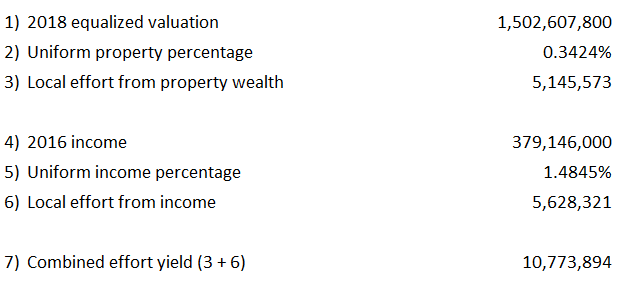 1) 2018 equalized valuation 1,502,607,800
2) Uniform property percentage 0.3424%
3) Local effort from property wealth 5,145,573
4) 2016 income 379,146,000
5) Uniform income percentage 1.4845%
6) Local effort from income 5,628,321
7) Combined effort yield (3 + 6) 10,773,894